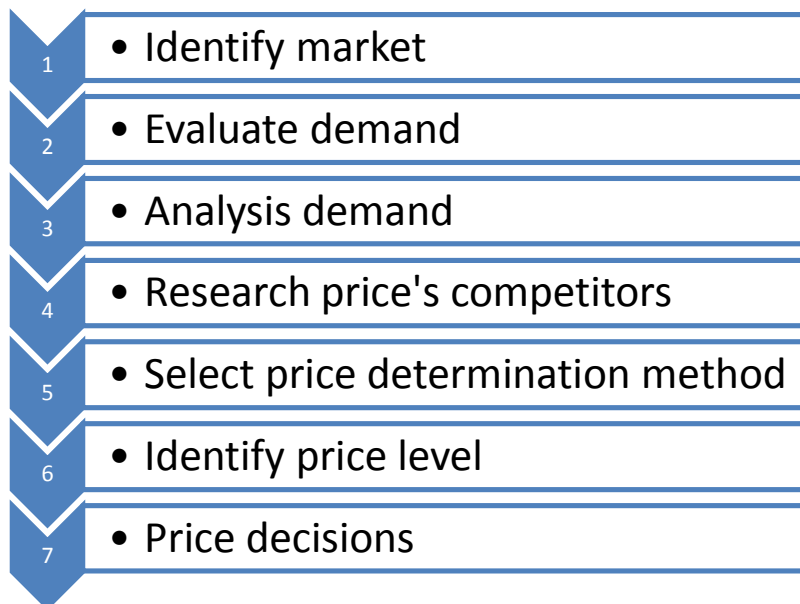 1 • Identify market
2 • Evaluate demand
3 • Analysis demand
4 • Research price's competitors
5 • Select price determination method
6 • Identify price level
7 • Price decisions